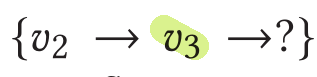 {v₂ → v₃ → ?}